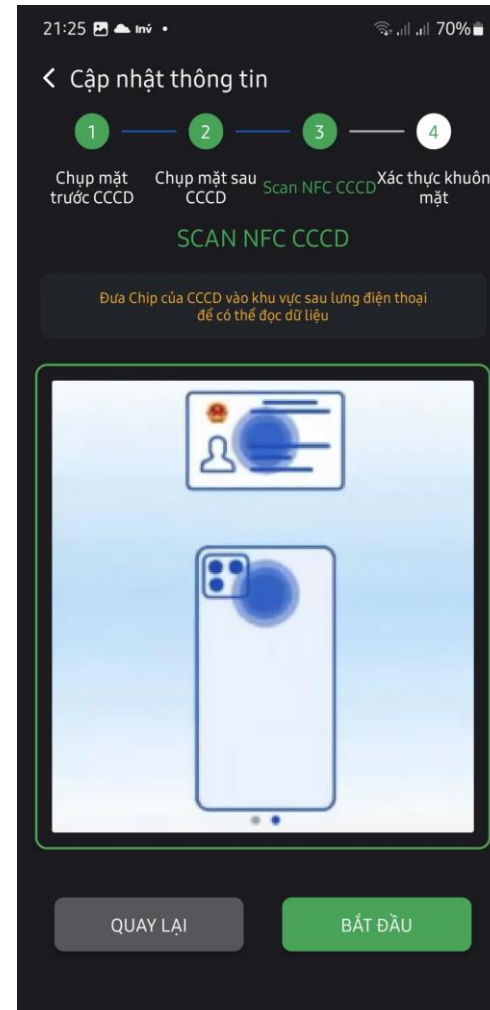 21:25 Inv • 70%
Cập nhật thông tin
1 2 3 4
Chụp mặt trước CCCD
Chụp mặt sau CCCD
Scan NFC CCCD
Xác thực khuôn mặt
SCAN NFC CCCD
Đưa Chip của CCCD vào khu vực sau lưng điện thoại
để có thể đọc dữ liệu
QUAY LẠI
BẮT ĐẦU